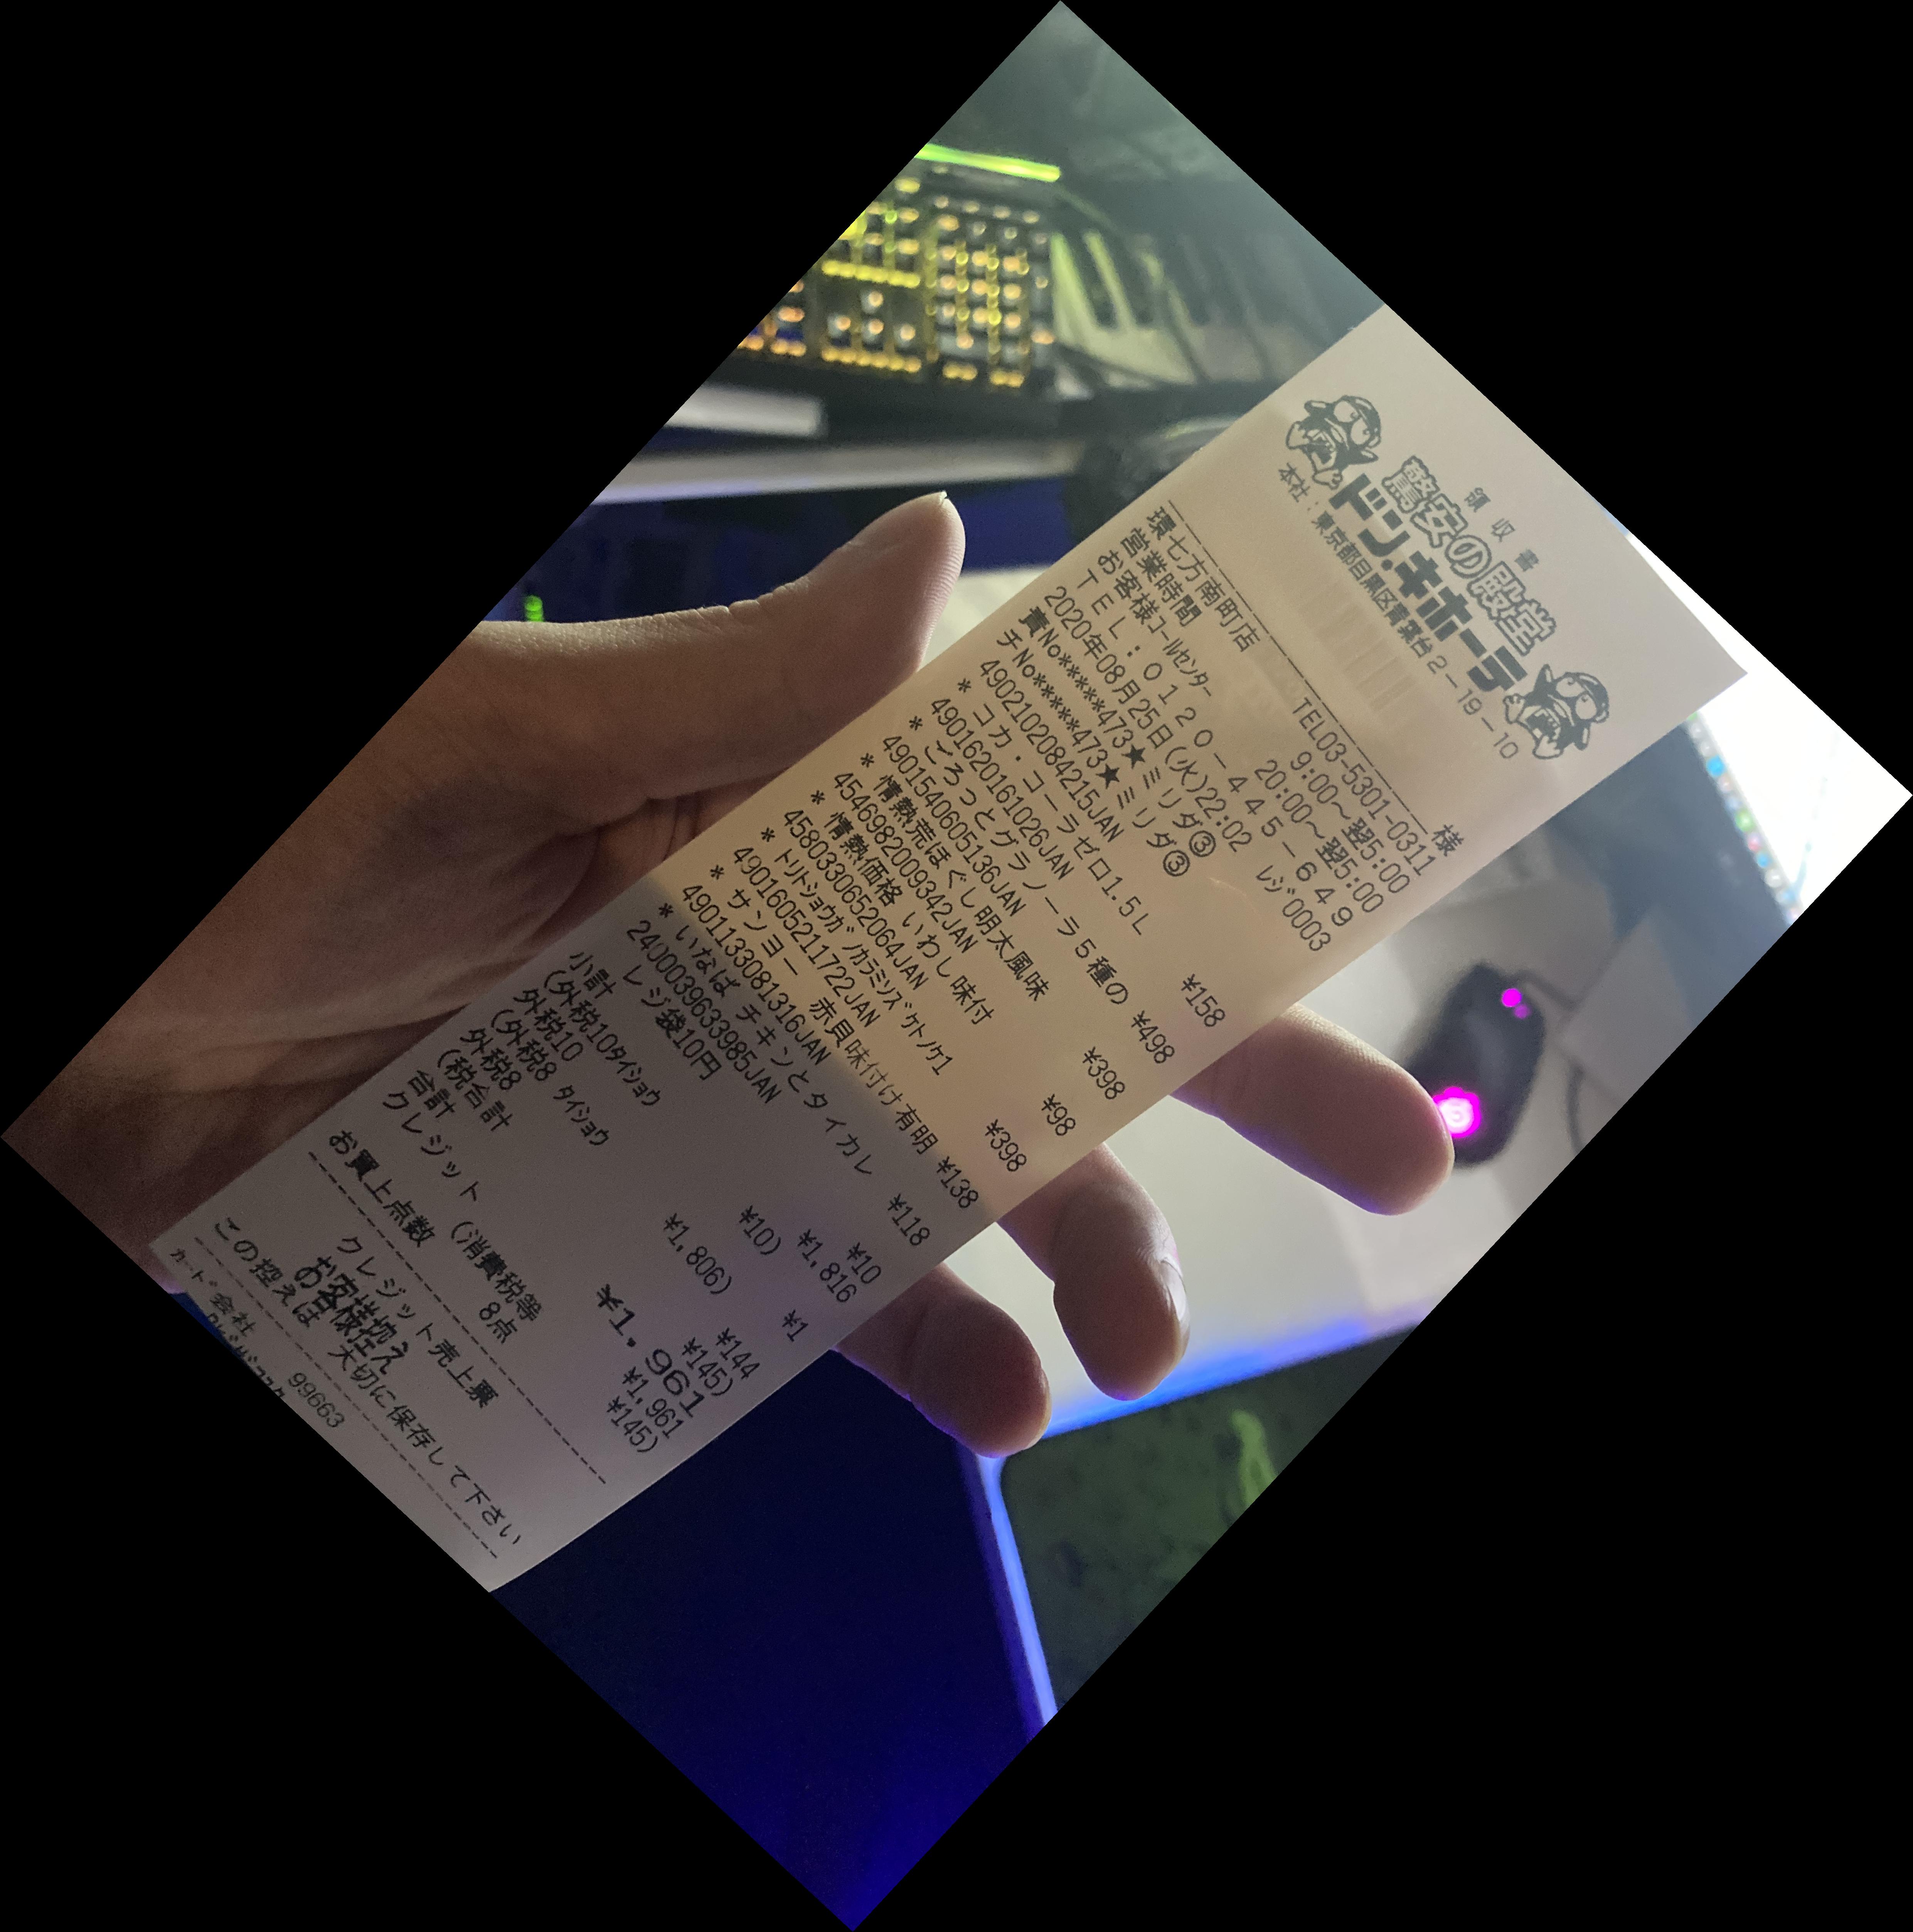 領収書
驚安の殿堂
ドン.キホーテ
本社:東京都目黒区青葉台2-19-10
様
環七方南町店 TEL03-5301-0311
営業時間 9:00~翌5:00
お客様コールセンター 20:00~翌5:00
TEL:0120-445-649
2020年08月25日(火)22:02 レジ0003
責No*****473★ミリダ③
チNo*****473★ミリダ③
4902102084215JAN
* コカ・コーラゼロ1.5L ¥158
4901620161026JAN
* ごろっとグラノーラ5種の ¥498
4901540605136JAN
* 情熱荒ほぐし明太風味 ¥398
4546982009342JAN
* 情熱価格 いわし味付 ¥98
4580330652064JAN
* トリトショウガノカラミソスヾケトノケ1 ¥398
4901605211722JAN
* サンヨー 赤貝味付け有明 ¥138
4901133081316JAN
* いなば チキンとタイカレ ¥118
2400039633985JAN
レジ袋10円 ¥10
小計 ¥1,816
(外税10タイショウ ¥10)
外税10 ¥1
(外税8 タイショウ ¥1,806)
外税8 ¥144
(税合計 ¥145)
合計 ¥1,961
クレジット ¥1,961
(消費税等 ¥145)
お買上点数 8点
クレジット売上票
お客様控え
この控えは 大切に保存して下さい
カード会社 99663